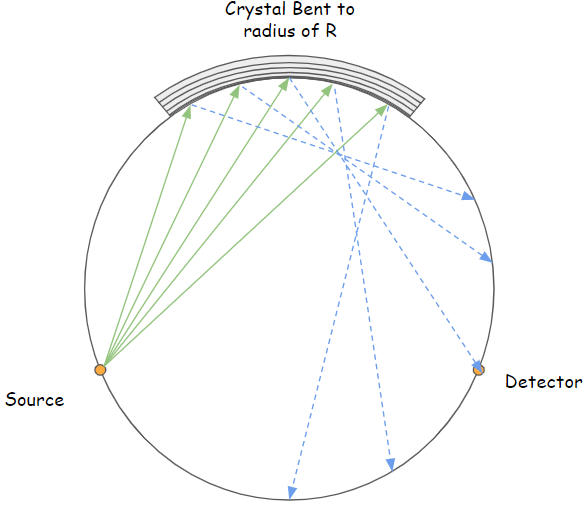 Crystal Bent to
radius of R
Source
Detector